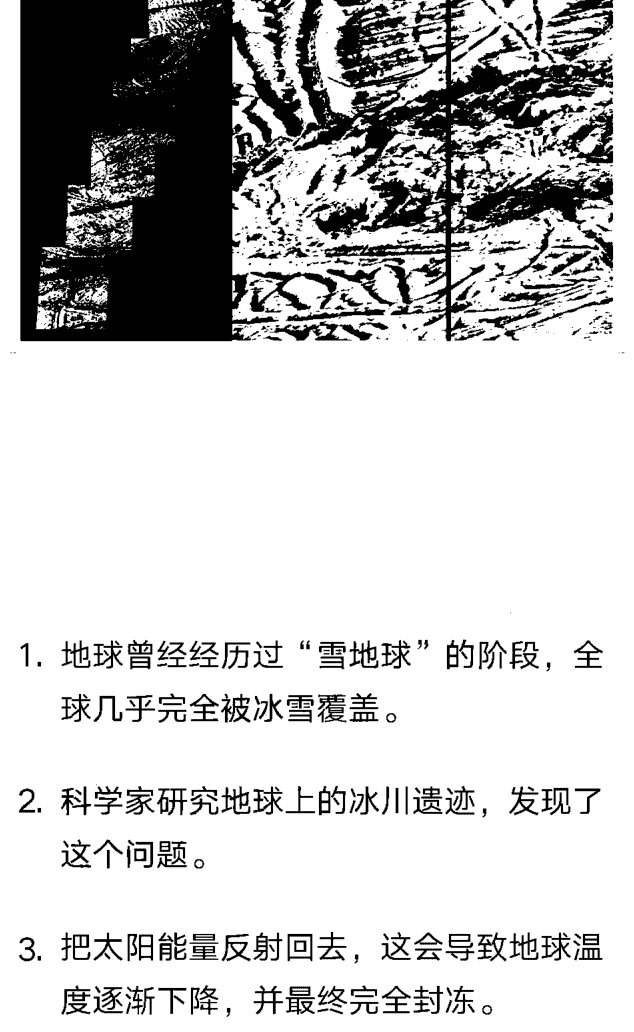 1. 地球曾经经历过“雪地球”的阶段，全
球几乎完全被冰雪覆盖。
2. 科学家研究地球上的冰川遗迹，发现了
这个问题。
3. 把太阳能量反射回去，这会导致地球温
度逐渐下降，并最终完全封冻。